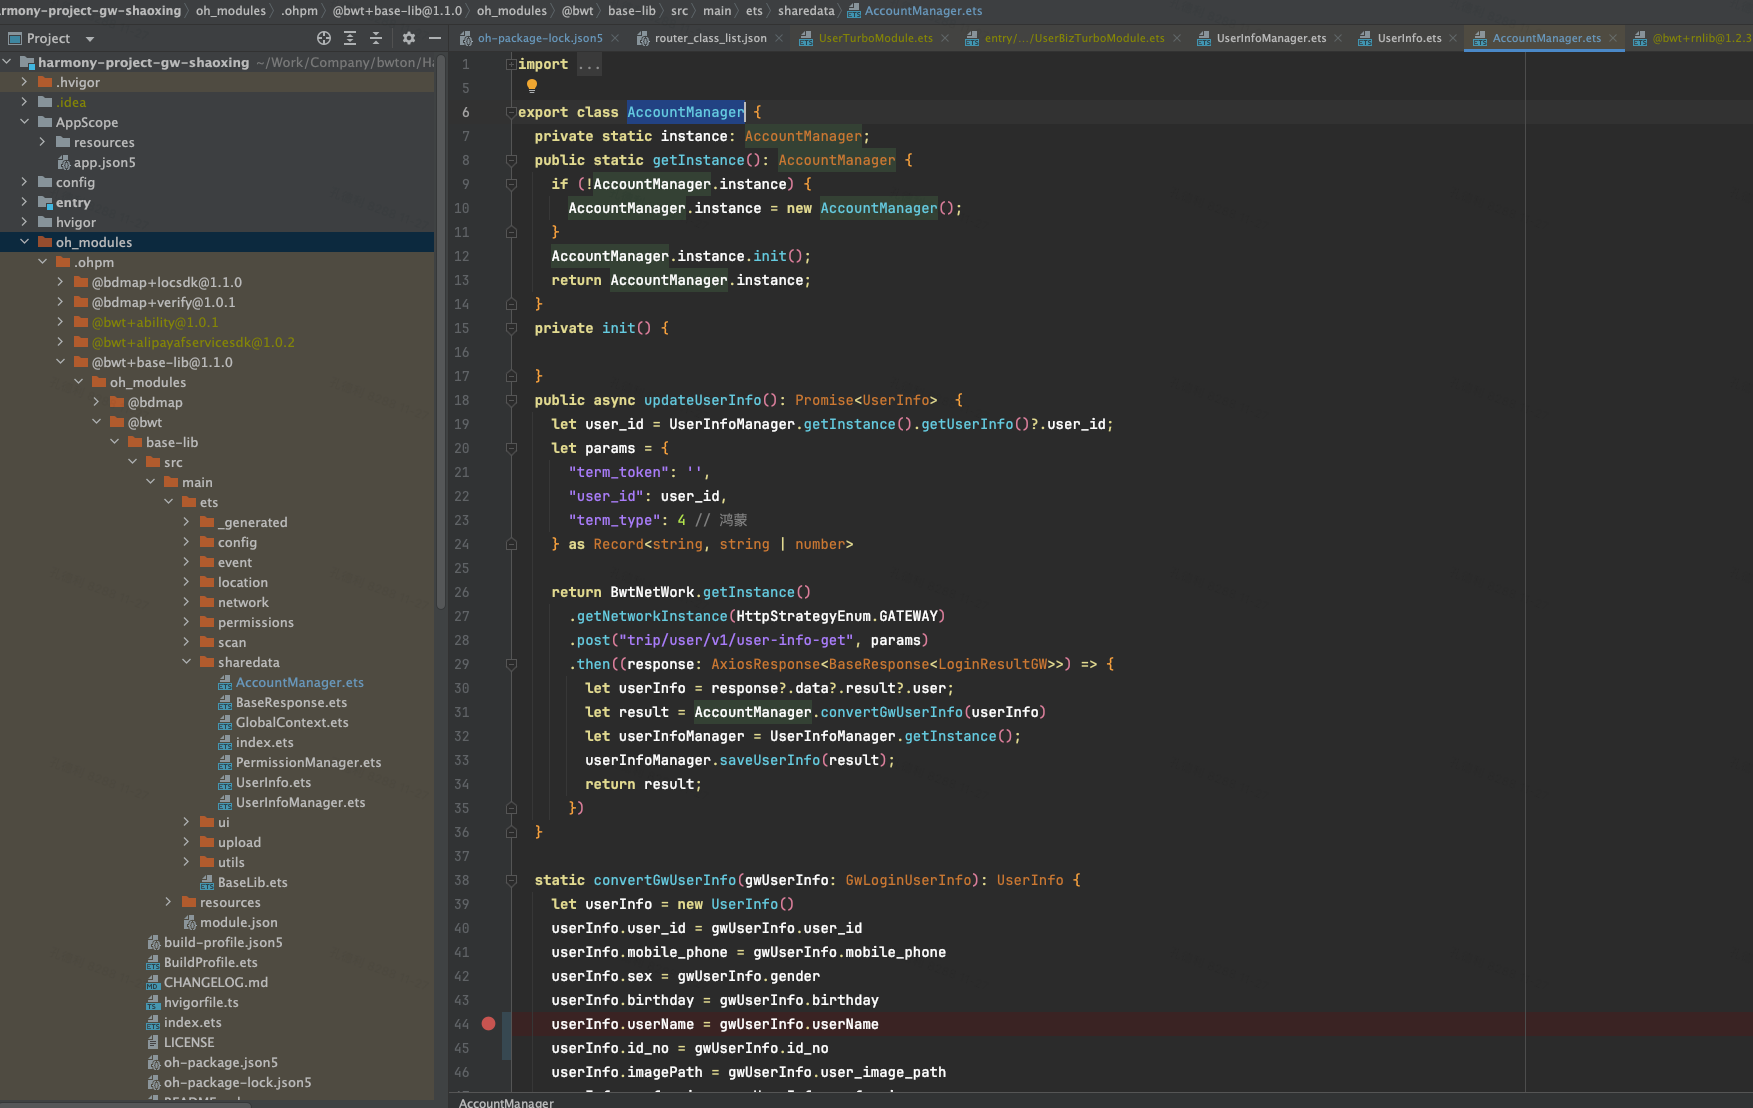 rmony-project-gw-shaoxing 〉 oh_modules 〉 .ohpm 〉 @bwt+base-lib@1.1.0 〉 oh_modules 〉 @bwt 〉 base-lib 〉 src 〉 main 〉 ets 〉 sharedata 〉 AccountManager.ets
Project
oh-package-lock.json5 router_class_list.json UserTurboModule.ets entry/.../UserBizTurboModule.ets UserInfoManager.ets UserInfo.ets AccountManager.ets @bwt+rnlib@1.2.3
harmony-project-gw-shaoxing ~/Work/Company/bwton/Ha
.hvigor
.idea
AppScope
resources
app.json5
config
entry
hvigor
oh_modules
.ohpm
@bdmap+locsdk@1.1.0
@bdmap+verify@1.0.1
@bwt+ability@1.0.1
@bwt+alipayafservicesdk@1.0.2
@bwt+base-lib@1.1.0
oh_modules
@bdmap
@bwt
base-lib
src
main
ets
_generated
config
event
location
network
permissions
scan
sharedata
AccountManager.ets
BaseResponse.ets
GlobalContext.ets
index.ets
PermissionManager.ets
UserInfo.ets
UserInfoManager.ets
ui
upload
utils
BaseLib.ets
resources
module.json
build-profile.json5
BuildProfile.ets
CHANGELOG.md
hvigorfile.ts
index.ets
LICENSE
oh-package.json5
oh-package-lock.json5
1 import ...
5
6 export class AccountManager {
7 private static instance: AccountManager;
8 public static getInstance(): AccountManager {
9 if (!AccountManager.instance) {
10 AccountManager.instance = new AccountManager();
11 }
12 AccountManager.instance.init();
13 return AccountManager.instance;
14 }
15 private init() {
16
17 }
18 public async updateUserInfo(): Promise<UserInfo> {
19 let user_id = UserInfoManager.getInstance().getUserInfo()?.user_id;
20 let params = {
21 "term_token": '',
22 "user_id": user_id,
23 "term_type": 4 // 鸿蒙
24 } as Record<string, string | number>
25
26 return BwtNetWork.getInstance()
27 .getNetworkInstance(HttpStrategyEnum.GATEWAY)
28 .post("trip/user/v1/user-info-get", params)
29 .then((response: AxiosResponse<BaseResponse<LoginResultGW>>) => {
30 let userInfo = response?.data?.result?.user;
31 let result = AccountManager.convertGwUserInfo(userInfo)
32 let userInfoManager = UserInfoManager.getInstance();
33 userInfoManager.saveUserInfo(result);
34 return result;
35 })
36 }
37
38 static convertGwUserInfo(gwUserInfo: GwLoginUserInfo): UserInfo {
39 let userInfo = new UserInfo()
40 userInfo.user_id = gwUserInfo.user_id
41 userInfo.mobile_phone = gwUserInfo.mobile_phone
42 userInfo.sex = gwUserInfo.gender
43 userInfo.birthday = gwUserInfo.birthday
44 userInfo.userName = gwUserInfo.userName
45 userInfo.id_no = gwUserInfo.id_no
46 userInfo.imagePath = gwUserInfo.user_image_path
AccountManager